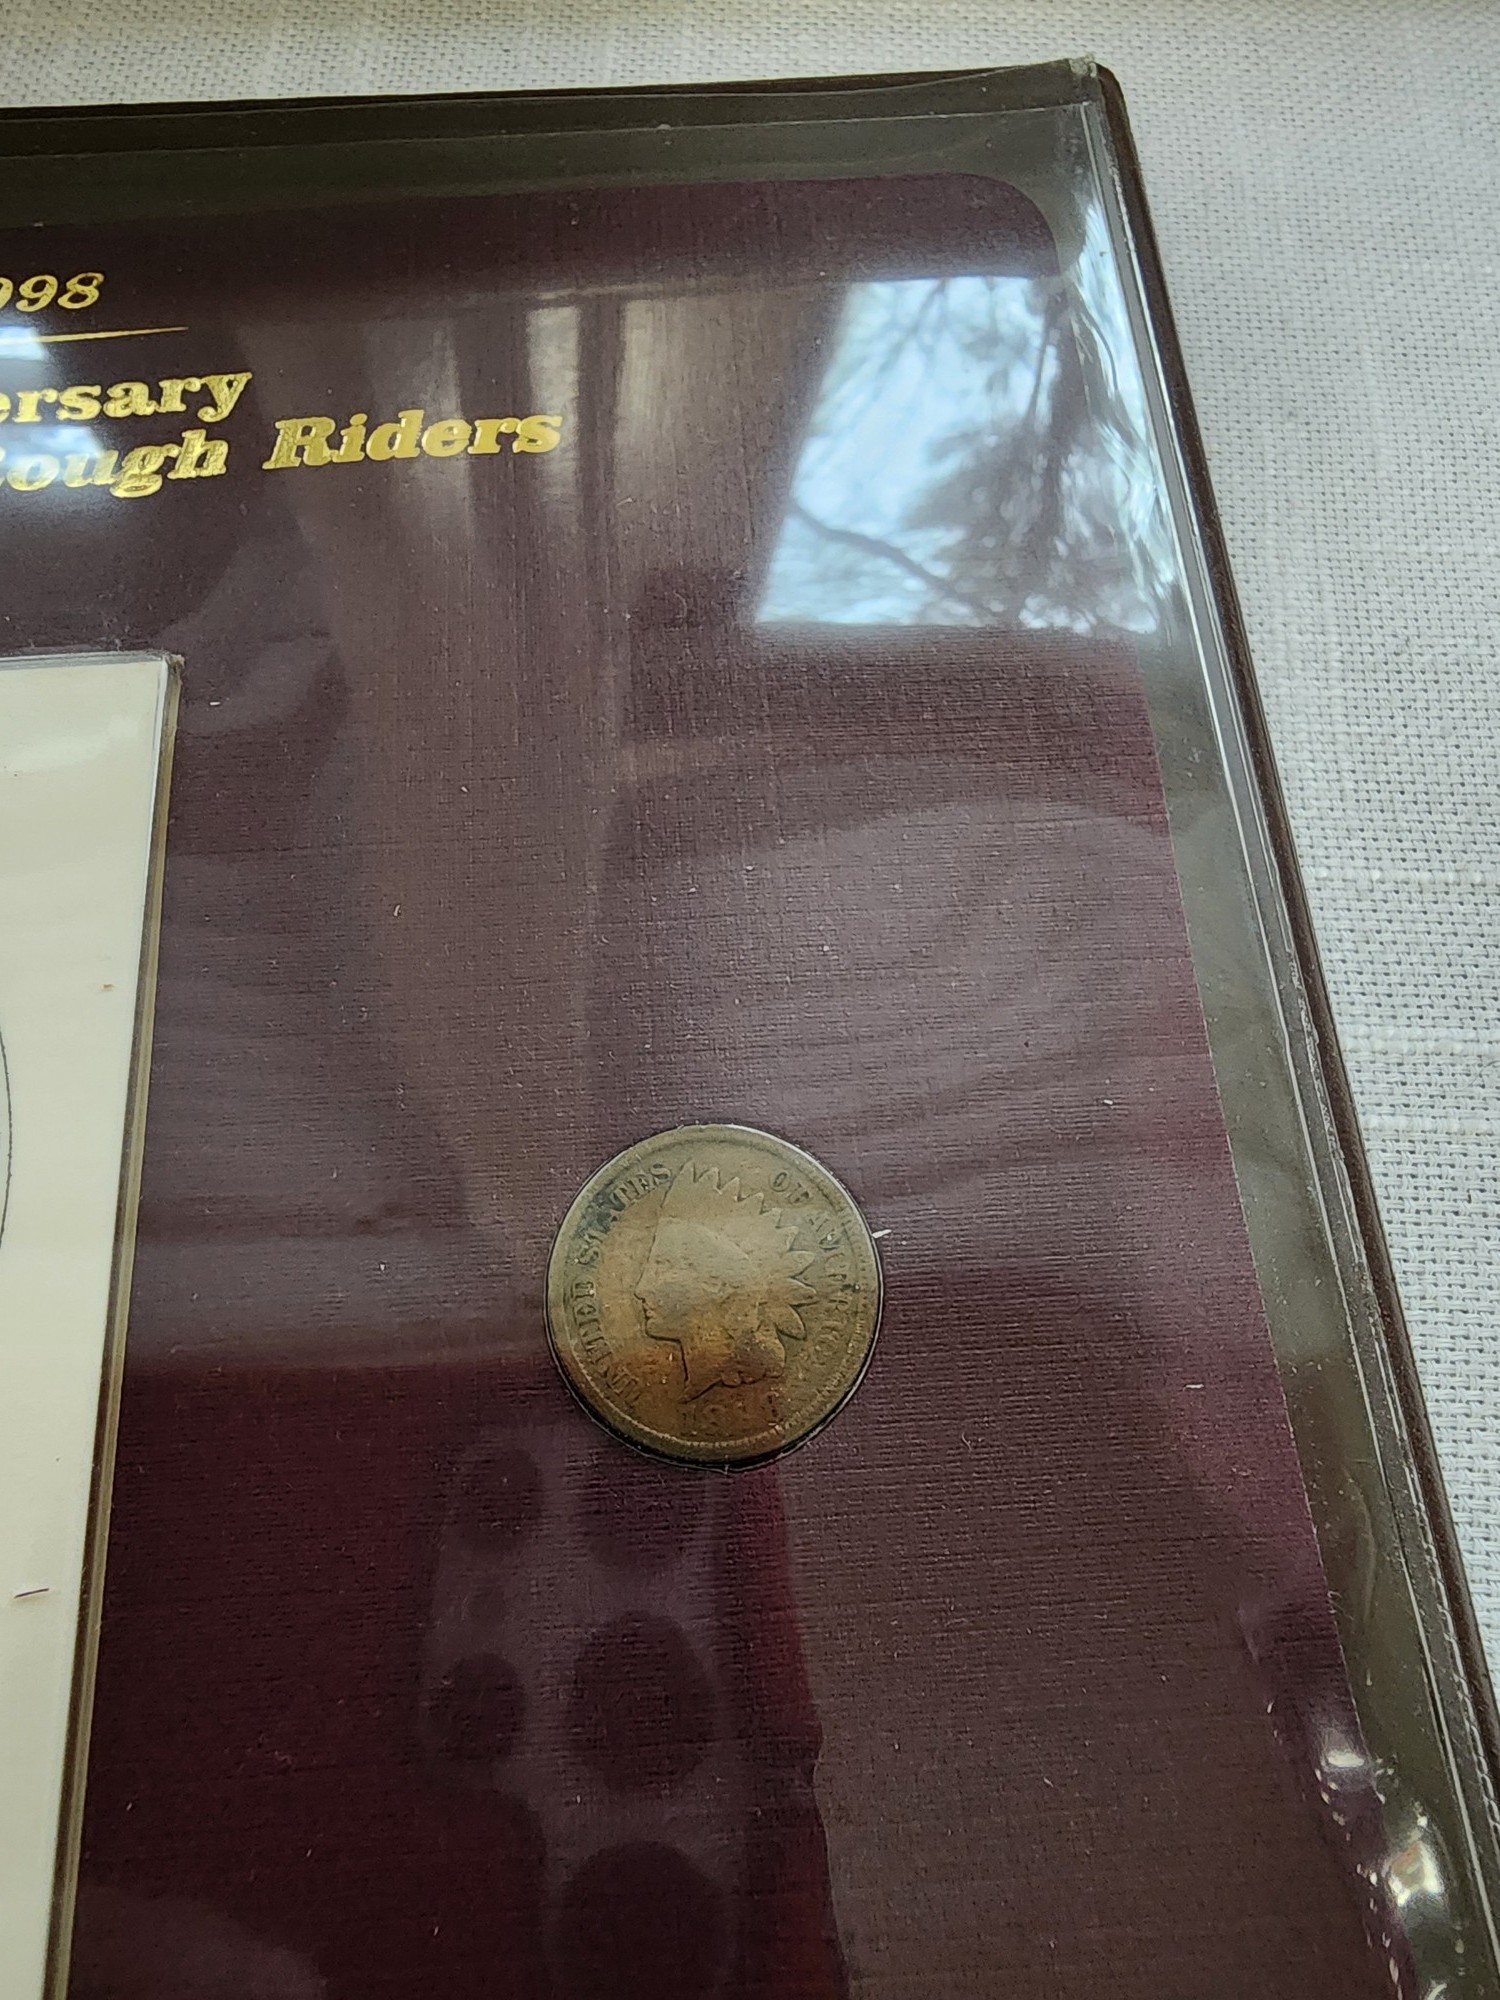 998
ersary
ough Riders
UNITED STATES OF AMERICA